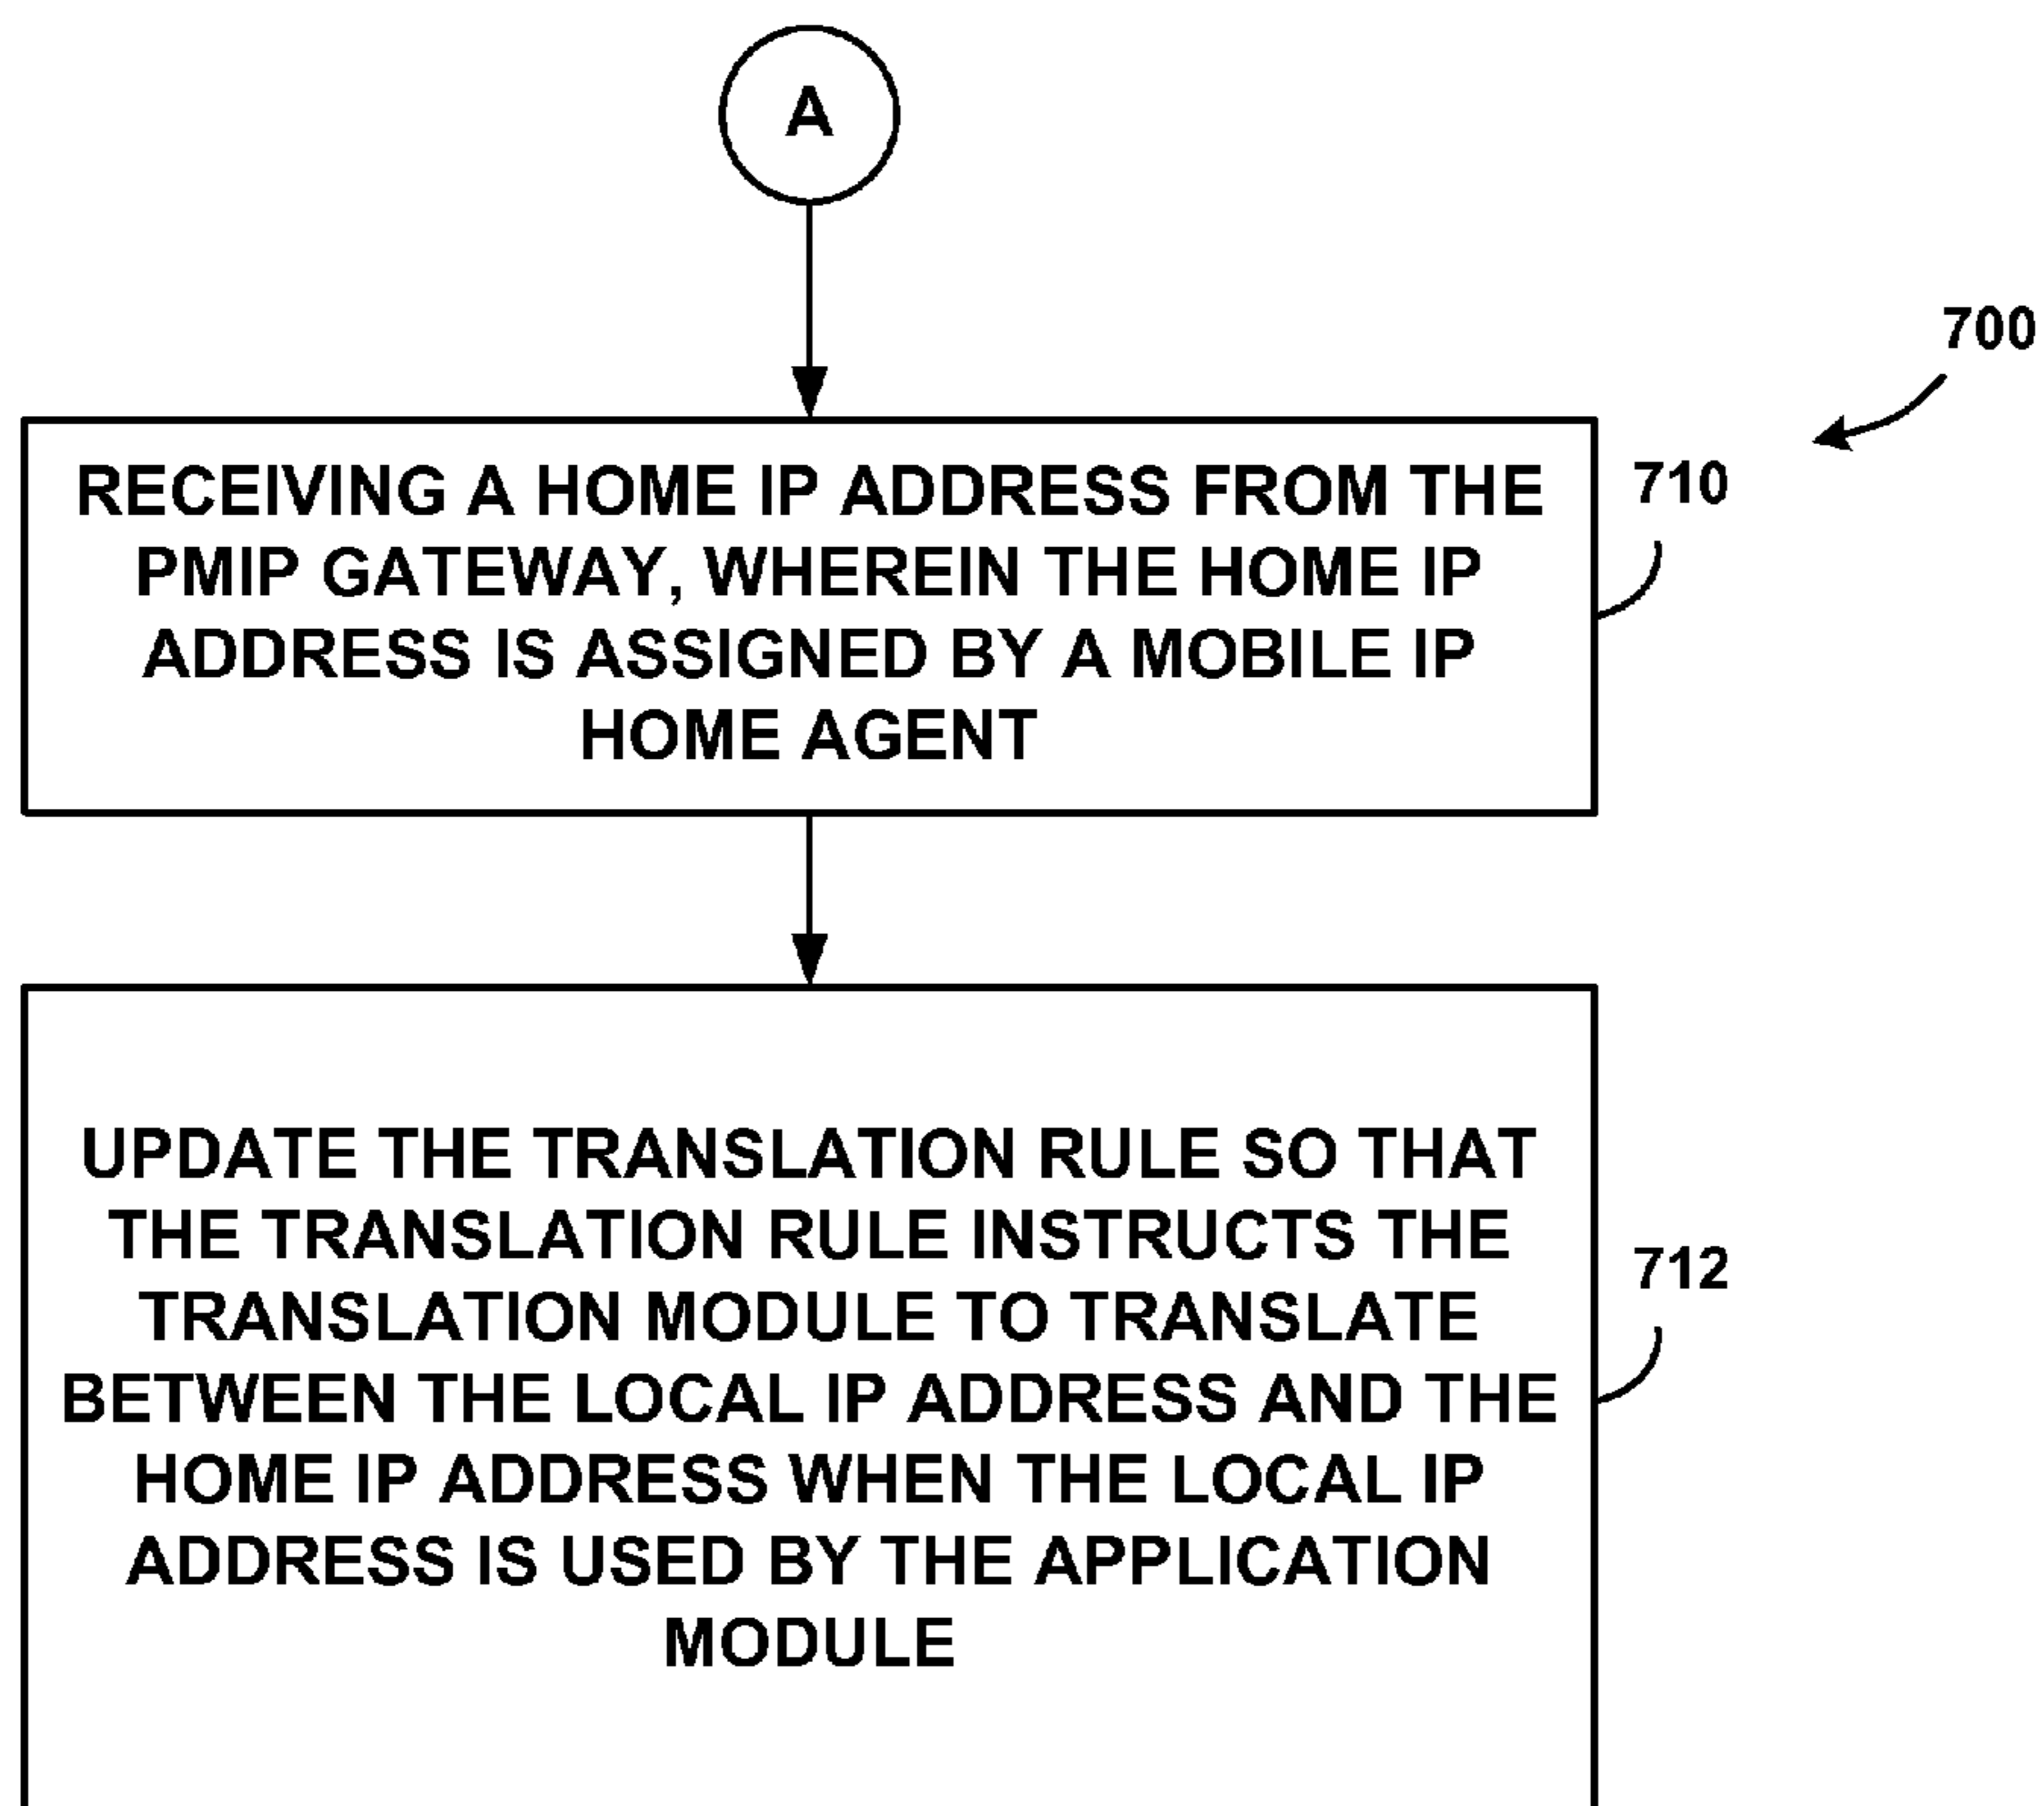 A
700
RECEIVING A HOME IP ADDRESS FROM THE
PMIP GATEWAY, WHEREIN THE HOME IP
ADDRESS IS ASSIGNED BY A MOBILE IP
HOME AGENT
710
UPDATE THE TRANSLATION RULE SO THAT
THE TRANSLATION RULE INSTRUCTS THE
TRANSLATION MODULE TO TRANSLATE
BETWEEN THE LOCAL IP ADDRESS AND THE
HOME IP ADDRESS WHEN THE LOCAL IP
ADDRESS IS USED BY THE APPLICATION
MODULE
712